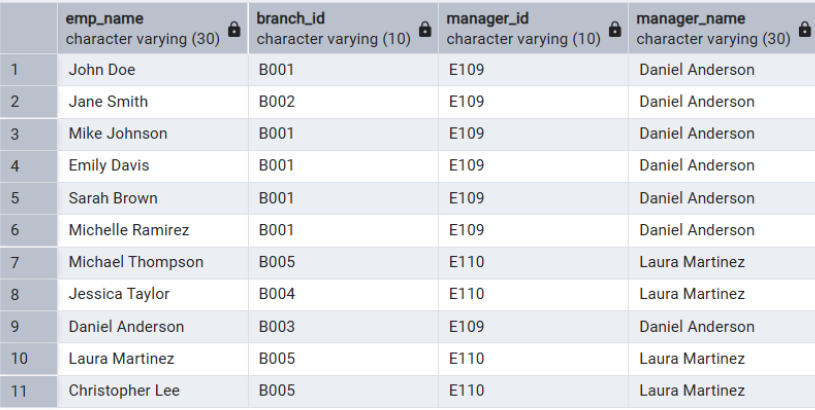 emp_name branch_id manager_id manager_name
character varying (30) character varying (10) character varying (10) character varying (30)
1 John Doe B001 E109 Daniel Anderson
2 Jane Smith B002 E109 Daniel Anderson
3 Mike Johnson B001 E109 Daniel Anderson
4 Emily Davis B001 E109 Daniel Anderson
5 Sarah Brown B001 E109 Daniel Anderson
6 Michelle Ramirez B001 E109 Daniel Anderson
7 Michael Thompson B005 E110 Laura Martinez
8 Jessica Taylor B004 E110 Laura Martinez
9 Daniel Anderson B003 E109 Daniel Anderson
10 Laura Martinez B005 E110 Laura Martinez
11 Christopher Lee B005 E110 Laura Martinez